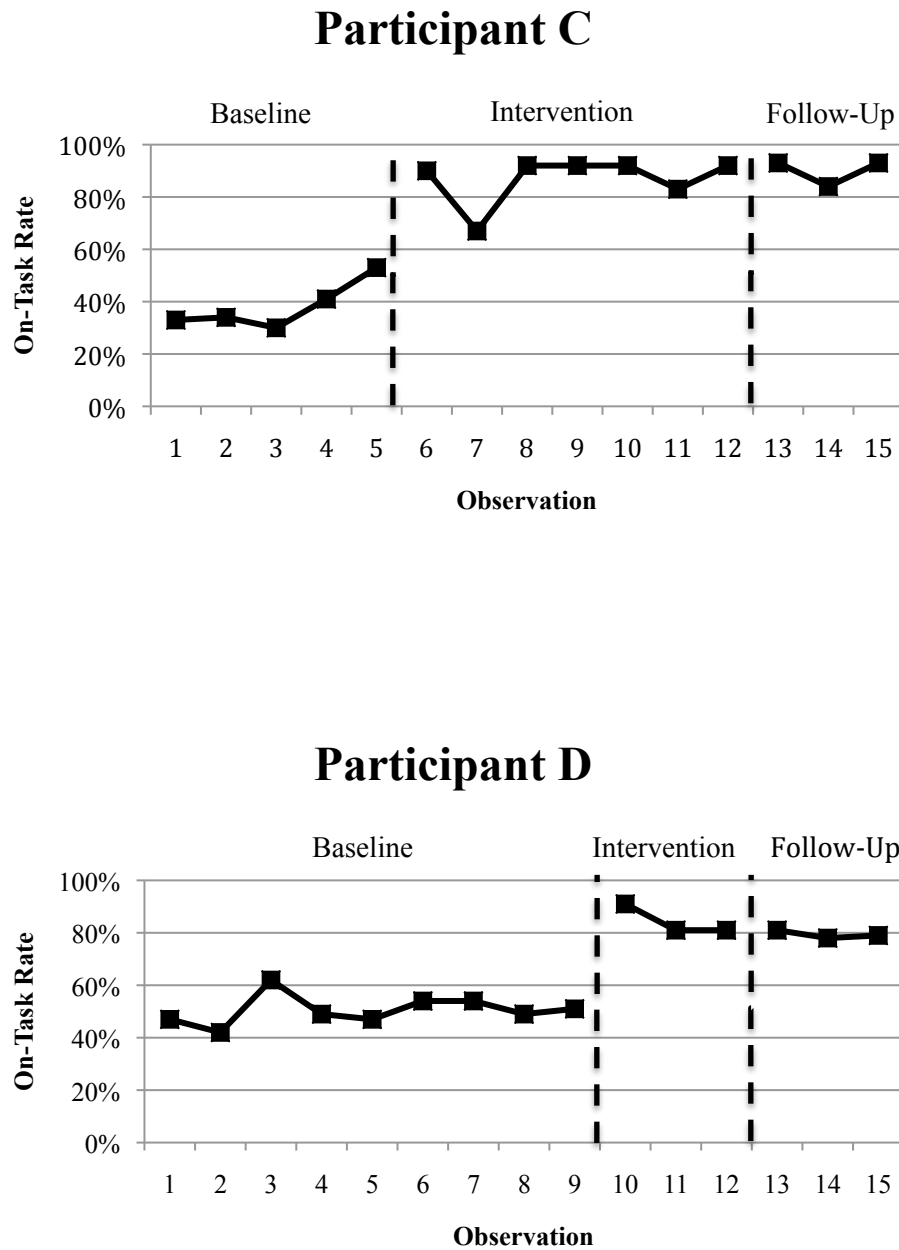 Participant C
Baseline Intervention Follow-Up
100%
80%
60%
40%
20%
0%
On-Task Rate
1 2 3 4 5 6 7 8 9 10 11 12 13 14 15
Observation
Participant D
Baseline Intervention Follow-Up
100%
80%
60%
40%
20%
0%
On-Task Rate
1 2 3 4 5 6 7 8 9 10 11 12 13 14 15
Observation